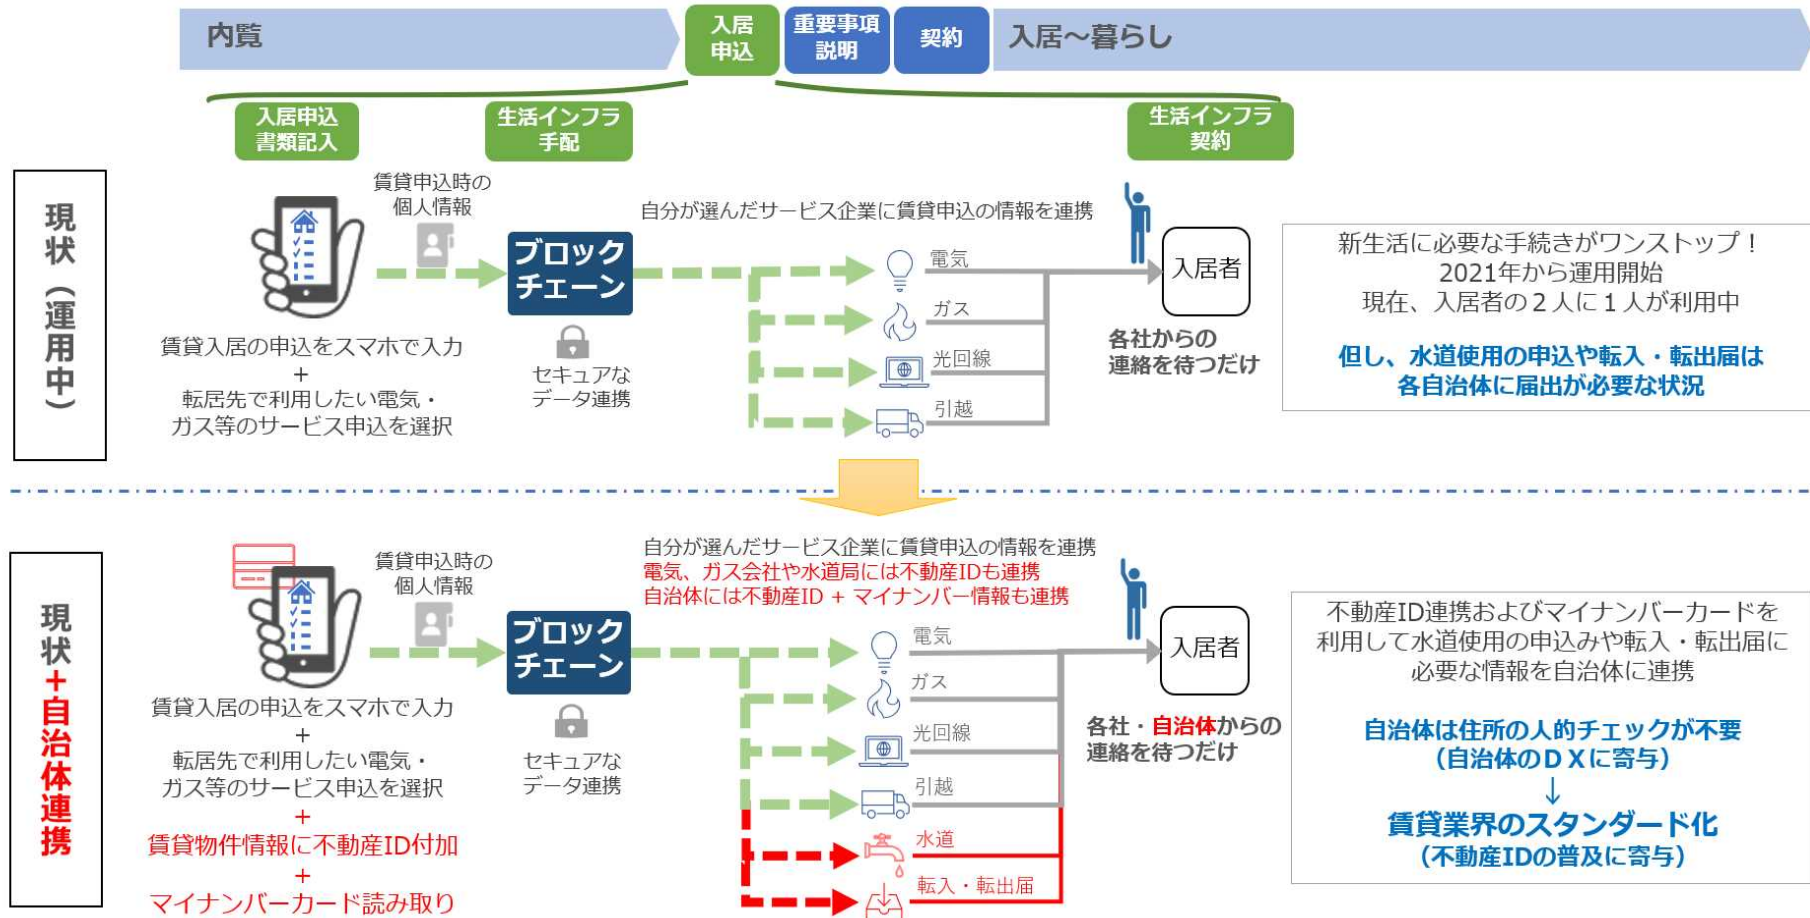 内覧
入居
申込
重要事項
説明
契約
入居～暮らし
入居申込
書類記入
生活インフラ
手配
生活インフラ
契約
現状（運用中）
賃貸申込時の
個人情報
自分が選んだサービス企業に賃貸申込の情報を連携
ブロック
チェーン
セキュアな
データ連携
賃貸入居の申込をスマホで入力
+
転居先で利用したい電気・
ガス等のサービス申込を選択
電気
ガス
光回線
引越
入居者
各社からの
連絡を待つだけ
新生活に必要な手続きがワンストップ！
2021年から運用開始
現在、入居者の２人に１人が利用中
但し、水道使用の申込や転入・転出届は
各自治体に届出が必要な状況
現状+自治体連携
賃貸申込時の
個人情報
自分が選んだサービス企業に賃貸申込の情報を連携
電気、ガス会社や水道局には不動産IDも連携
自治体には不動産ID + マイナンバー情報も連携
ブロック
チェーン
セキュアな
データ連携
賃貸入居の申込をスマホで入力
+
転居先で利用したい電気・
ガス等のサービス申込を選択
+
賃貸物件情報に不動産ID付加
+
マイナンバーカード読み取り
電気
ガス
光回線
引越
水道
転入・転出届
入居者
各社・自治体からの
連絡を待つだけ
不動産ID連携およびマイナンバーカードを
利用して水道使用の申込みや転入・転出届に
必要な情報を自治体に連携
自治体は住所の人的チェックが不要
（自治体のＤＸに寄与）
↓
賃貸業界のスタンダード化
（不動産IDの普及に寄与）